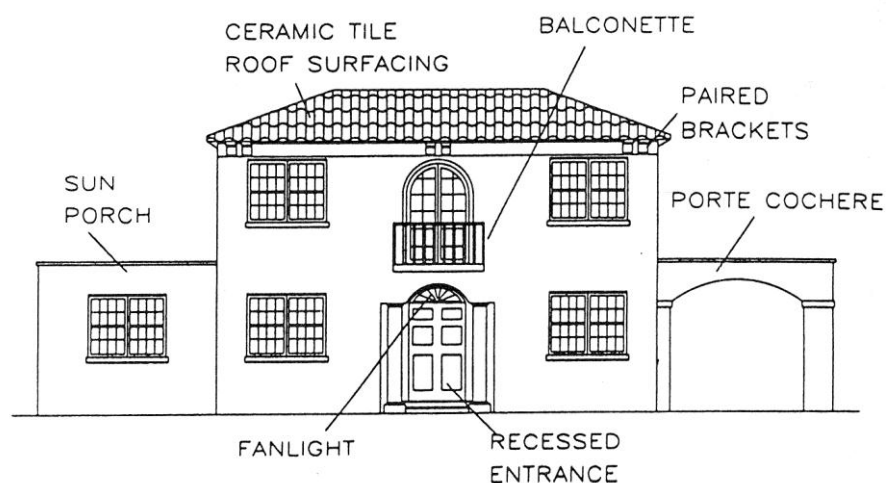 CERAMIC TILE
ROOF SURFACING
BALCONETTE
PAIRED
BRACKETS
SUN
PORCH
PORTE COCHERE
FANLIGHT
RECESSED
ENTRANCE